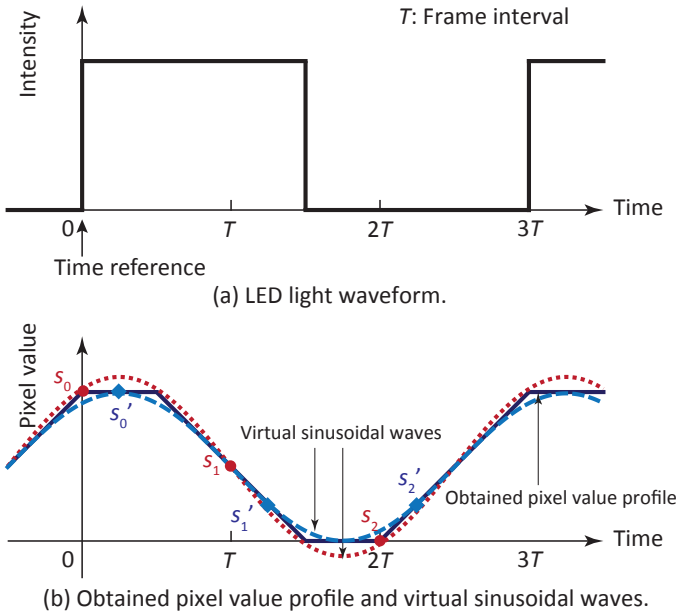 T: Frame interval
Intensity
0
T
2T
3T
Time
Time reference
(a) LED light waveform.
Pixel value
s0
s0'
s1
s1'
Virtual sinusoidal waves
s2'
s2
Obtained pixel value profile
0
T
2T
3T
Time
(b) Obtained pixel value profile and virtual sinusoidal waves.